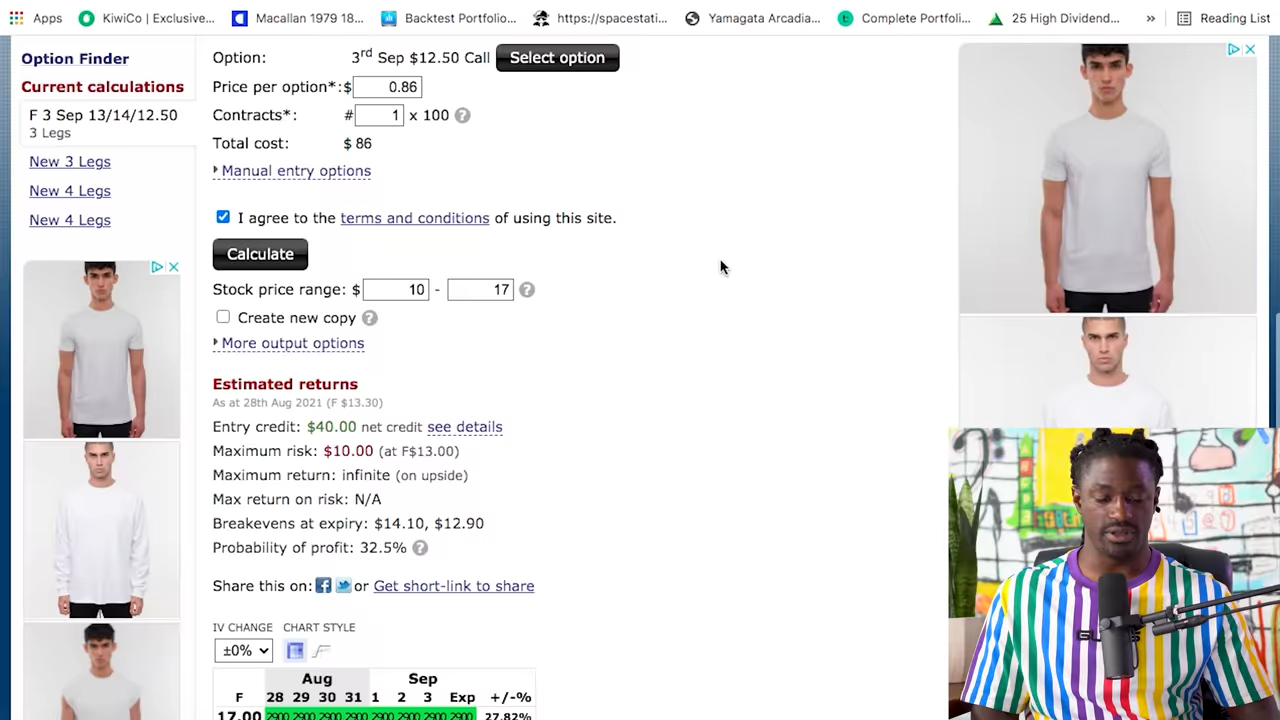 Apps KiwiCo | Exclusive... Macallan 1979 18... Backtest Portfolio... https://spacestati... Yamagata Arcadia... Complete Portfoli... 25 High Dividend... » Reading List
Option Finder
Current calculations
F 3 Sep 13/14/12.50
3 Legs
New 3 Legs
New 4 Legs
New 4 Legs
Option: 3rd Sep $12.50 Call Select option
Price per option*:$ 0.86
Contracts*: # 1 x 100 ?
Total cost: $ 86
Manual entry options
I agree to the terms and conditions of using this site.
Calculate
Stock price range: $ 10 - 17 ?
Create new copy ?
More output options
Estimated returns
As at 28th Aug 2021 (F $13.30)
Entry credit: $40.00 net credit see details
Maximum risk: $10.00 (at F$13.00)
Maximum return: infinite (on upside)
Max return on risk: N/A
Breakevens at expiry: $14.10, $12.90
Probability of profit: 32.5% ?
Share this on: or Get short-link to share
IV CHANGE CHART STYLE
±0%
Aug Sep
F 28 29 30 31 1 2 3 Exp +/-%
17.00 2900 2900 2900 2900 2900 2900 2900 2900 27.82%